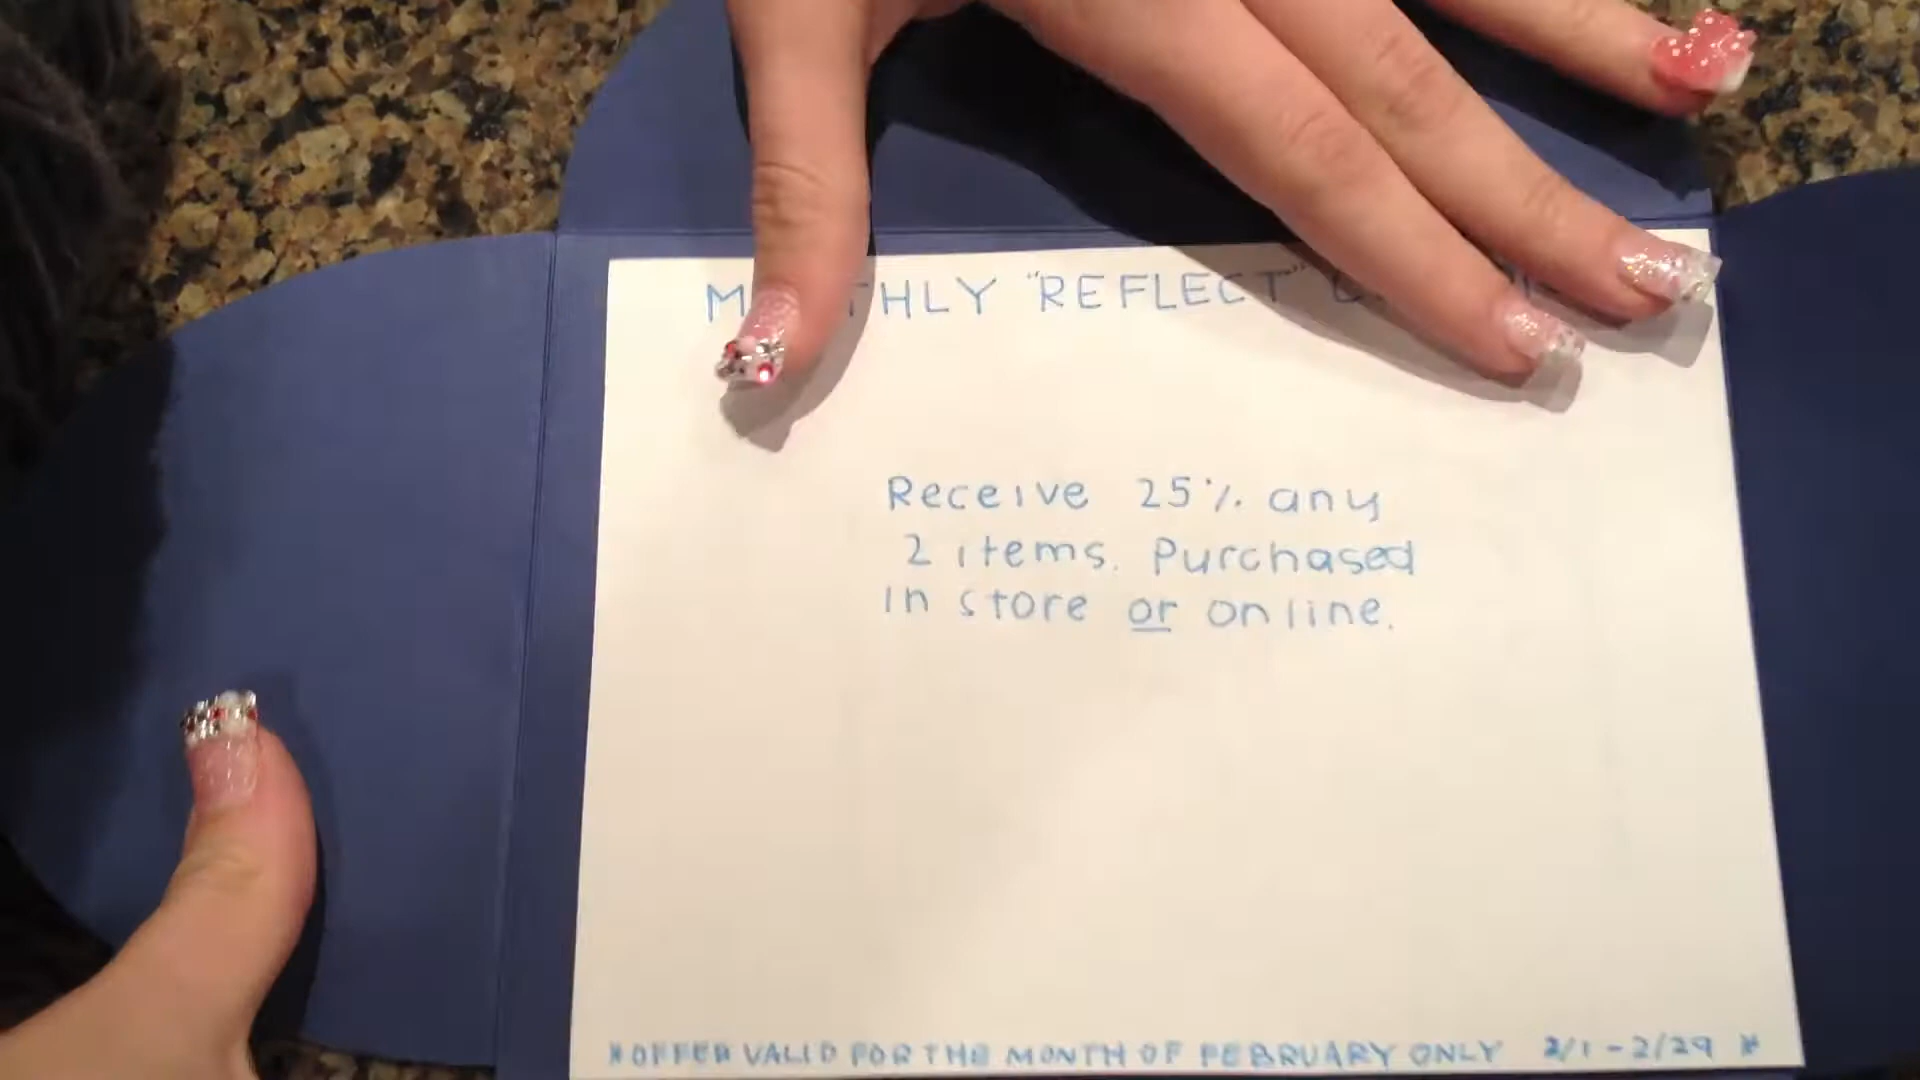 HLY "REFLECT"
Receive 25% any
2 items. Purchased
in store or online.
*OFFER VALID FOR THE MONTH OF FEBRUARY ONLY 2/1-2/29 *